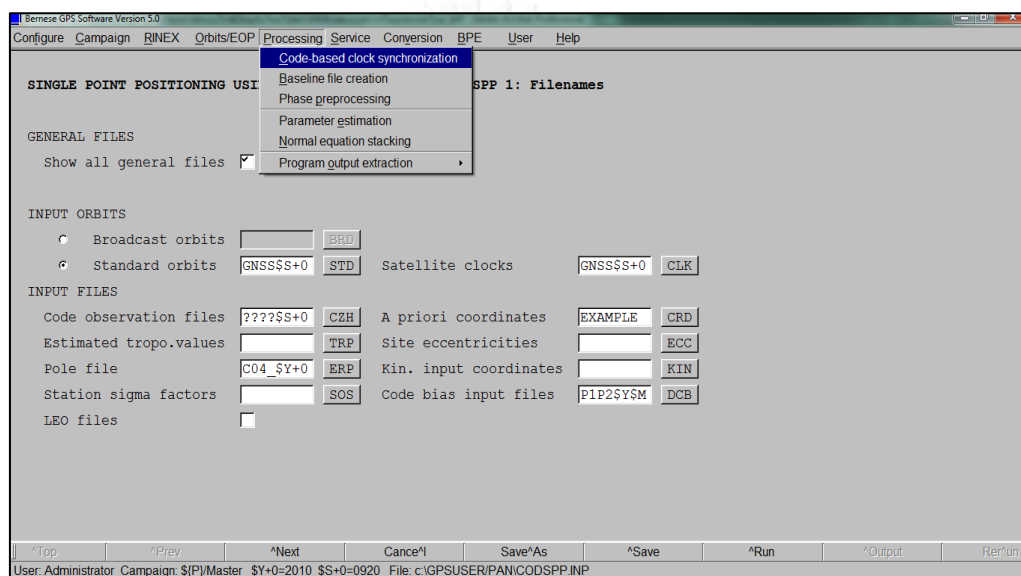 Bernese GPS Software Version 5.0
Configure Campaign RINEX Orbits/EOP Processing Service Conversion BPE User Help
Code-based clock synchronization
Baseline file creation
Phase preprocessing
Parameter estimation
Normal equation stacking
Program output extraction
SINGLE POINT POSITIONING USI SPP 1: Filenames
GENERAL FILES
Show all general files
INPUT ORBITS
Broadcast orbits BRD
Standard orbits GNSS$S+0 STD Satellite clocks GNSS$S+0 CLK
INPUT FILES
Code observation files ????$S+0 CZH A priori coordinates EXAMPLE CRD
Estimated tropo.values TRP Site eccentricities ECC
Pole file C04_$Y+0 ERP Kin. input coordinates KIN
Station sigma factors SOS Code bias input files P1P2$Y$M DCB
LEO files
^Top ^Prev ^Next Cance^l Save^As ^Save ^Run ^Output Rer^un
User: Administrator Campaign: ${P}/Master $Y+0=2010 $S+0=0920 File: c:\GPSUSER/PAN\CODSPP.INP